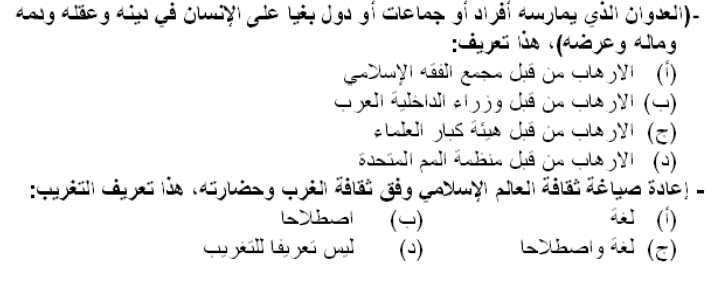 -(العدوان الذي يمارسه أفراد أو جماعات أو دول بغيا على الإنسان في دينه وعقله ودمه
وماله وعرضه)، هذا تعريف:
(أ) الارهاب من قبل مجمع الفقه الإسلامي
(ب) الارهاب من قبل وزراء الداخلية العرب
(ج) الارهاب من قبل هيئة كبار العلماء
(د) الارهاب من قبل منظمة المم المتحدة
- إعادة صياغة ثقافة العالم الإسلامي وفق ثقافة الغرب وحضارته، هذا تعريف التغريب:
(أ) لغة (ب) اصطلاحا
(ج) لغة واصطلاحا (د) ليس تعريفا للتغريب